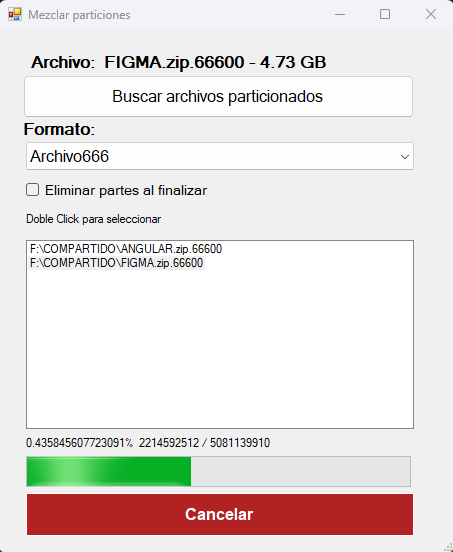 Mezclar particiones
Archivo: FIGMA.zip.66600 - 4.73 GB
Buscar archivos particionados
Formato:
Archivo666
Eliminar partes al finalizar
Doble Click para seleccionar
F:\COMPARTIDO\ANGULAR.zip.66600
F:\COMPARTIDO\FIGMA.zip.66600
0.435845607723091% 2214592512 / 5081139910
Cancelar